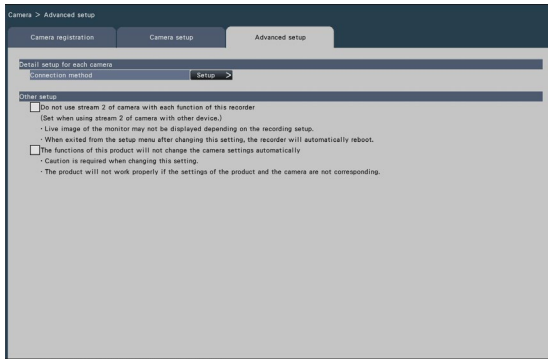 Camera > Advanced setup
Camera registration
Camera setup
Advanced setup
Detail setup for each camera
Connection method
Setup >
Other setup
Do not use stream 2 of camera with each function of this recorder
(Set when using stream 2 of camera with other device.)
・Live image of the monitor may not be displayed depending on the recording setup.
・When exited from the setup menu after changing this setting, the recorder will automatically reboot.
The functions of this product will not change the camera settings automatically
・Caution is required when changing this setting.
・The product will not work properly if the settings of the product and the camera are not corresponding.